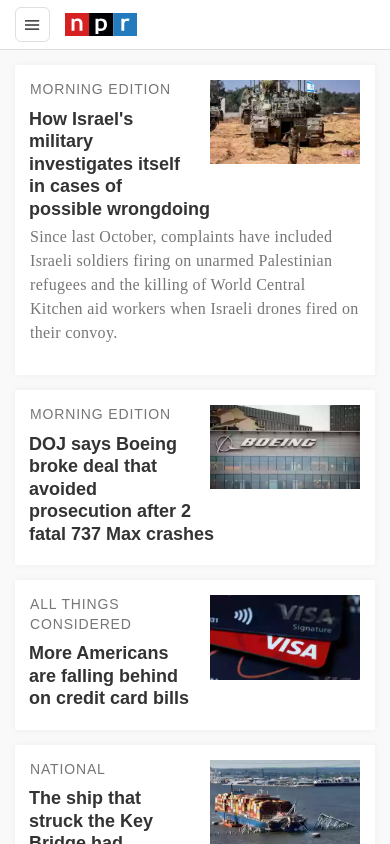 npr
MORNING EDITION
How Israel's
military
investigates itself
in cases of
possible wrongdoing
Since last October, complaints have included
Israeli soldiers firing on unarmed Palestinian
refugees and the killing of World Central
Kitchen aid workers when Israeli drones fired on
their convoy.
MORNING EDITION
DOJ says Boeing
broke deal that
avoided
prosecution after 2
fatal 737 Max crashes
BOEING
ALL THINGS
CONSIDERED
More Americans
are falling behind
on credit card bills
VISA
Signature
VISA
NATIONAL
The ship that
struck the Key
Bridge had